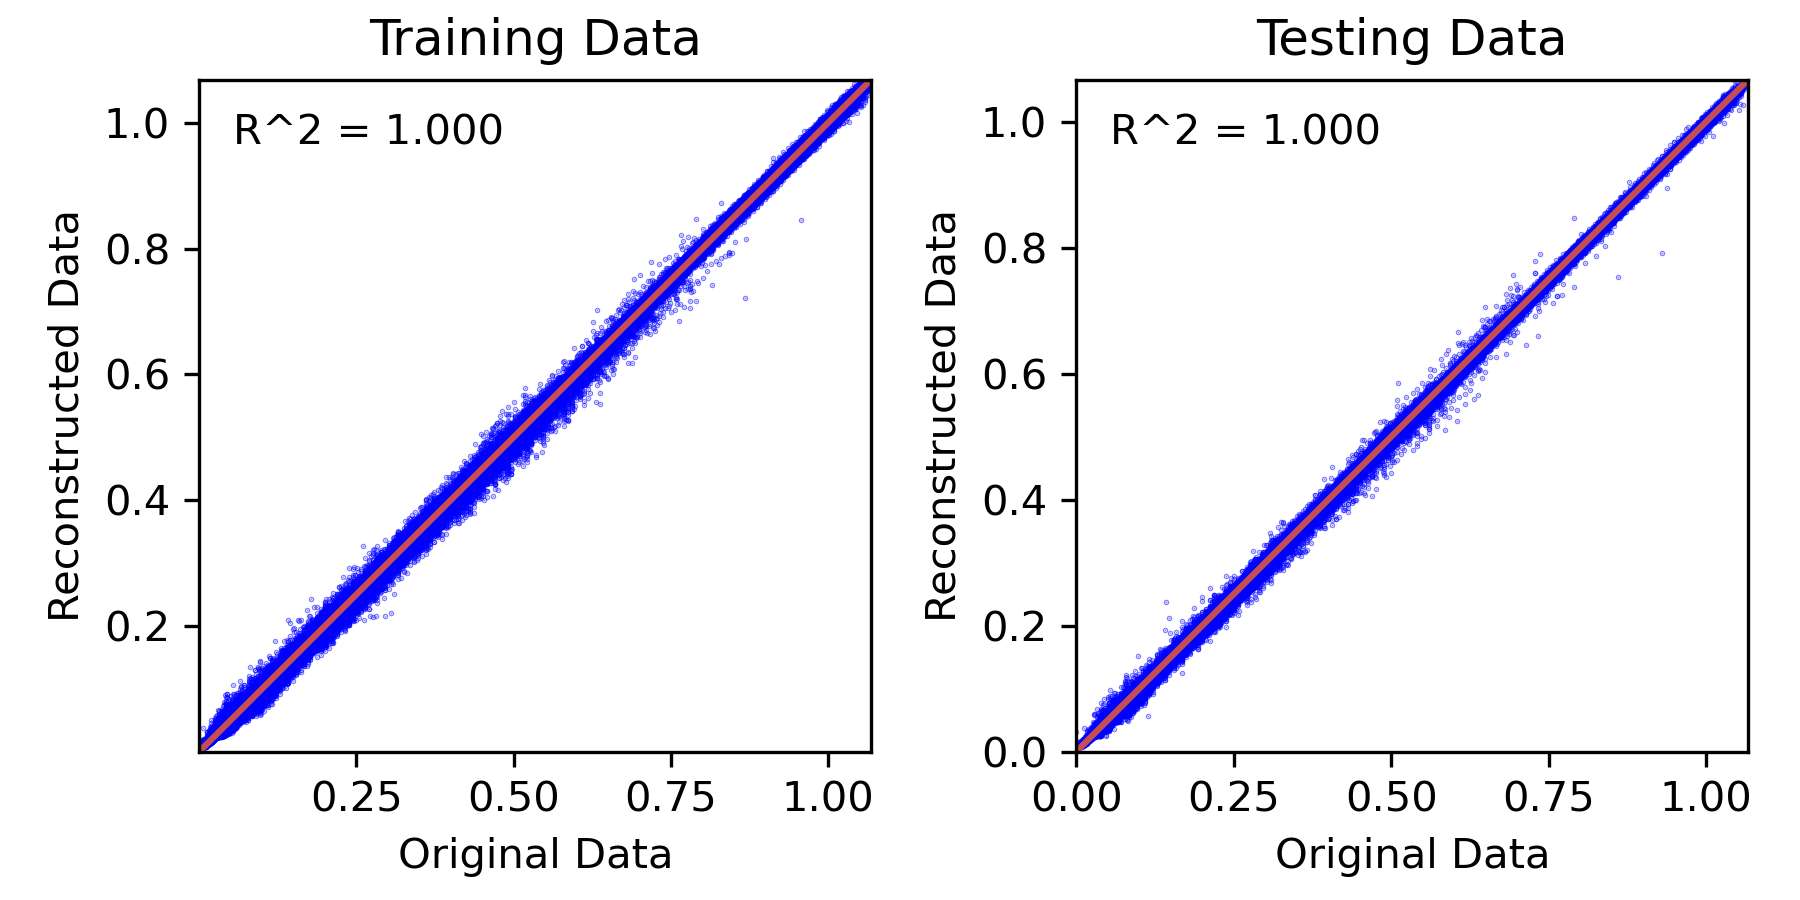 Training Data
R^2 = 1.000
1.0
0.8
0.6
0.4
0.2
Reconstructed Data
0.25 0.50 0.75 1.00
Original Data
Testing Data
R^2 = 1.000
1.0
0.8
0.6
0.4
0.2
0.0
Reconstructed Data
0.00 0.25 0.50 0.75 1.00
Original Data